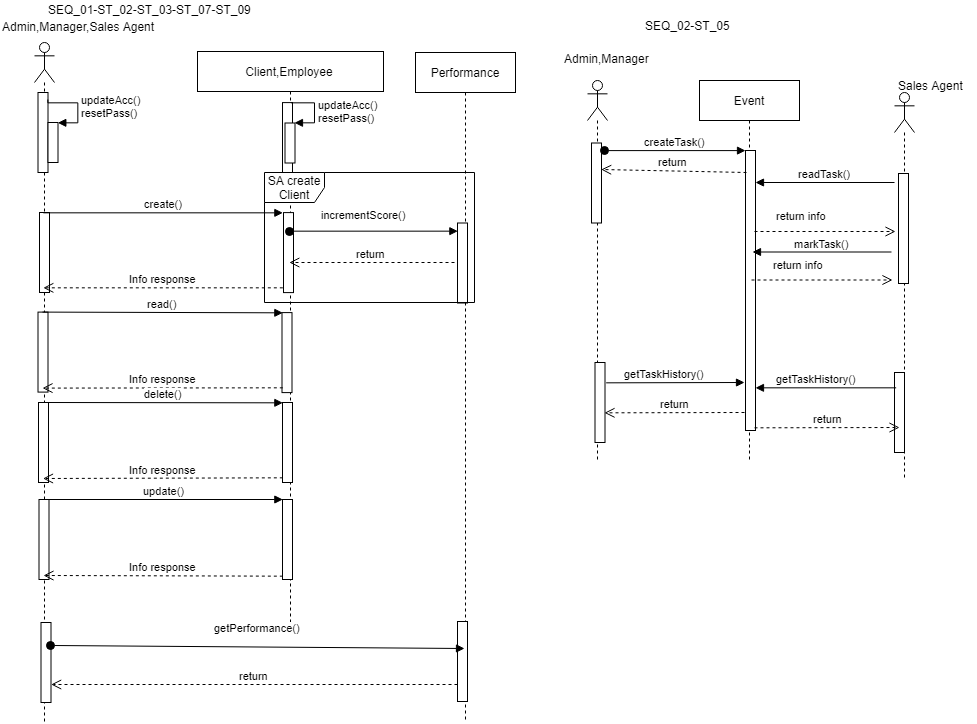 SEQ_01-ST_02-ST_03-ST_07-ST_09
Admin,Manager,Sales Agent
Client,Employee
Performance
updateAcc()
resetPass()
updateAcc()
resetPass()
SA create
Client
create()
incrementScore()
return
Info response
read()
Info response
delete()
Info response
update()
Info response
getPerformance()
return
SEQ_02-ST_05
Admin,Manager
Event
Sales Agent
createTask()
return
readTask()
return info
markTask()
return info
getTaskHistory()
getTaskHistory()
return
return